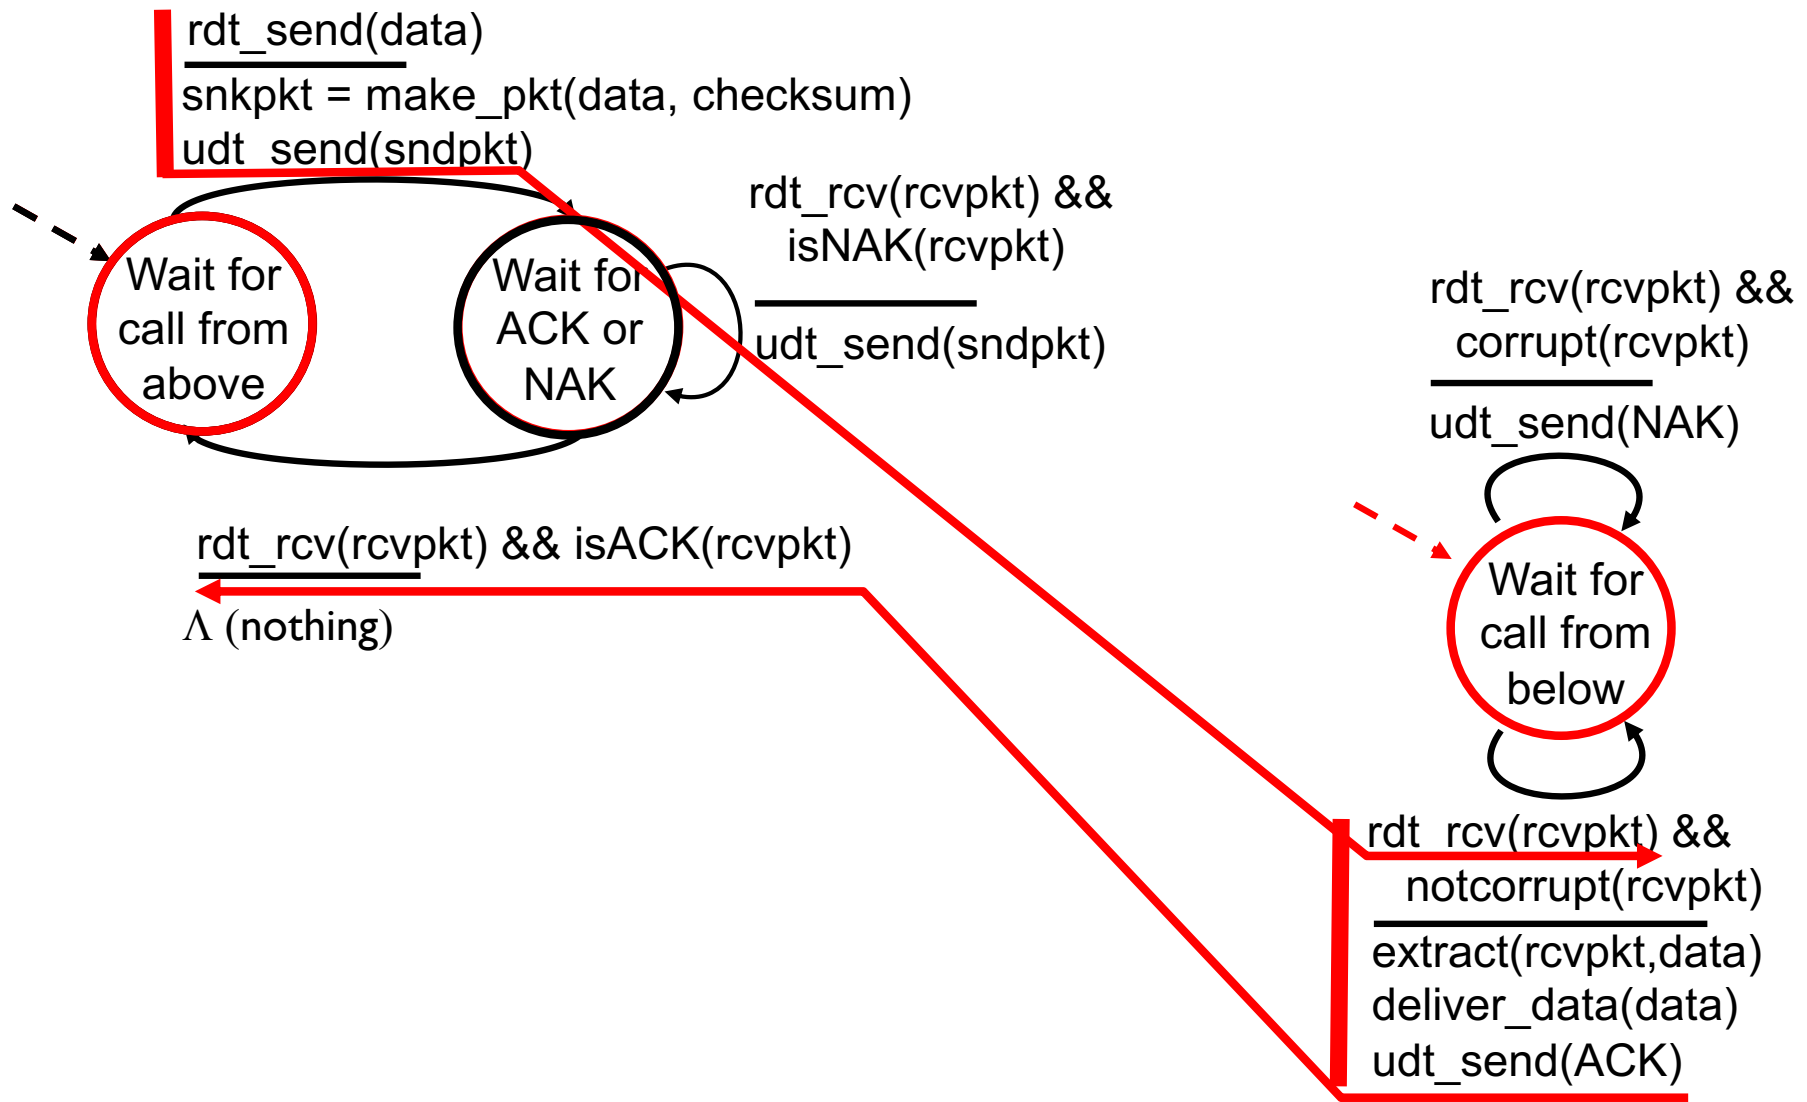 rdt_send(data)
snkpkt = make_pkt(data, checksum)
udt_send(sndpkt)
Wait for
call from
above
Wait for
ACK or
NAK
rdt_rcv(rcvpkt) &&
isNAK(rcvpkt)
udt_send(sndpkt)
rdt_rcv(rcvpkt) && isACK(rcvpkt)
Λ (nothing)
rdt_rcv(rcvpkt) &&
corrupt(rcvpkt)
udt_send(NAK)
Wait for
call from
below
rdt_rcv(rcvpkt) &&
notcorrupt(rcvpkt)
extract(rcvpkt,data)
deliver_data(data)
udt_send(ACK)